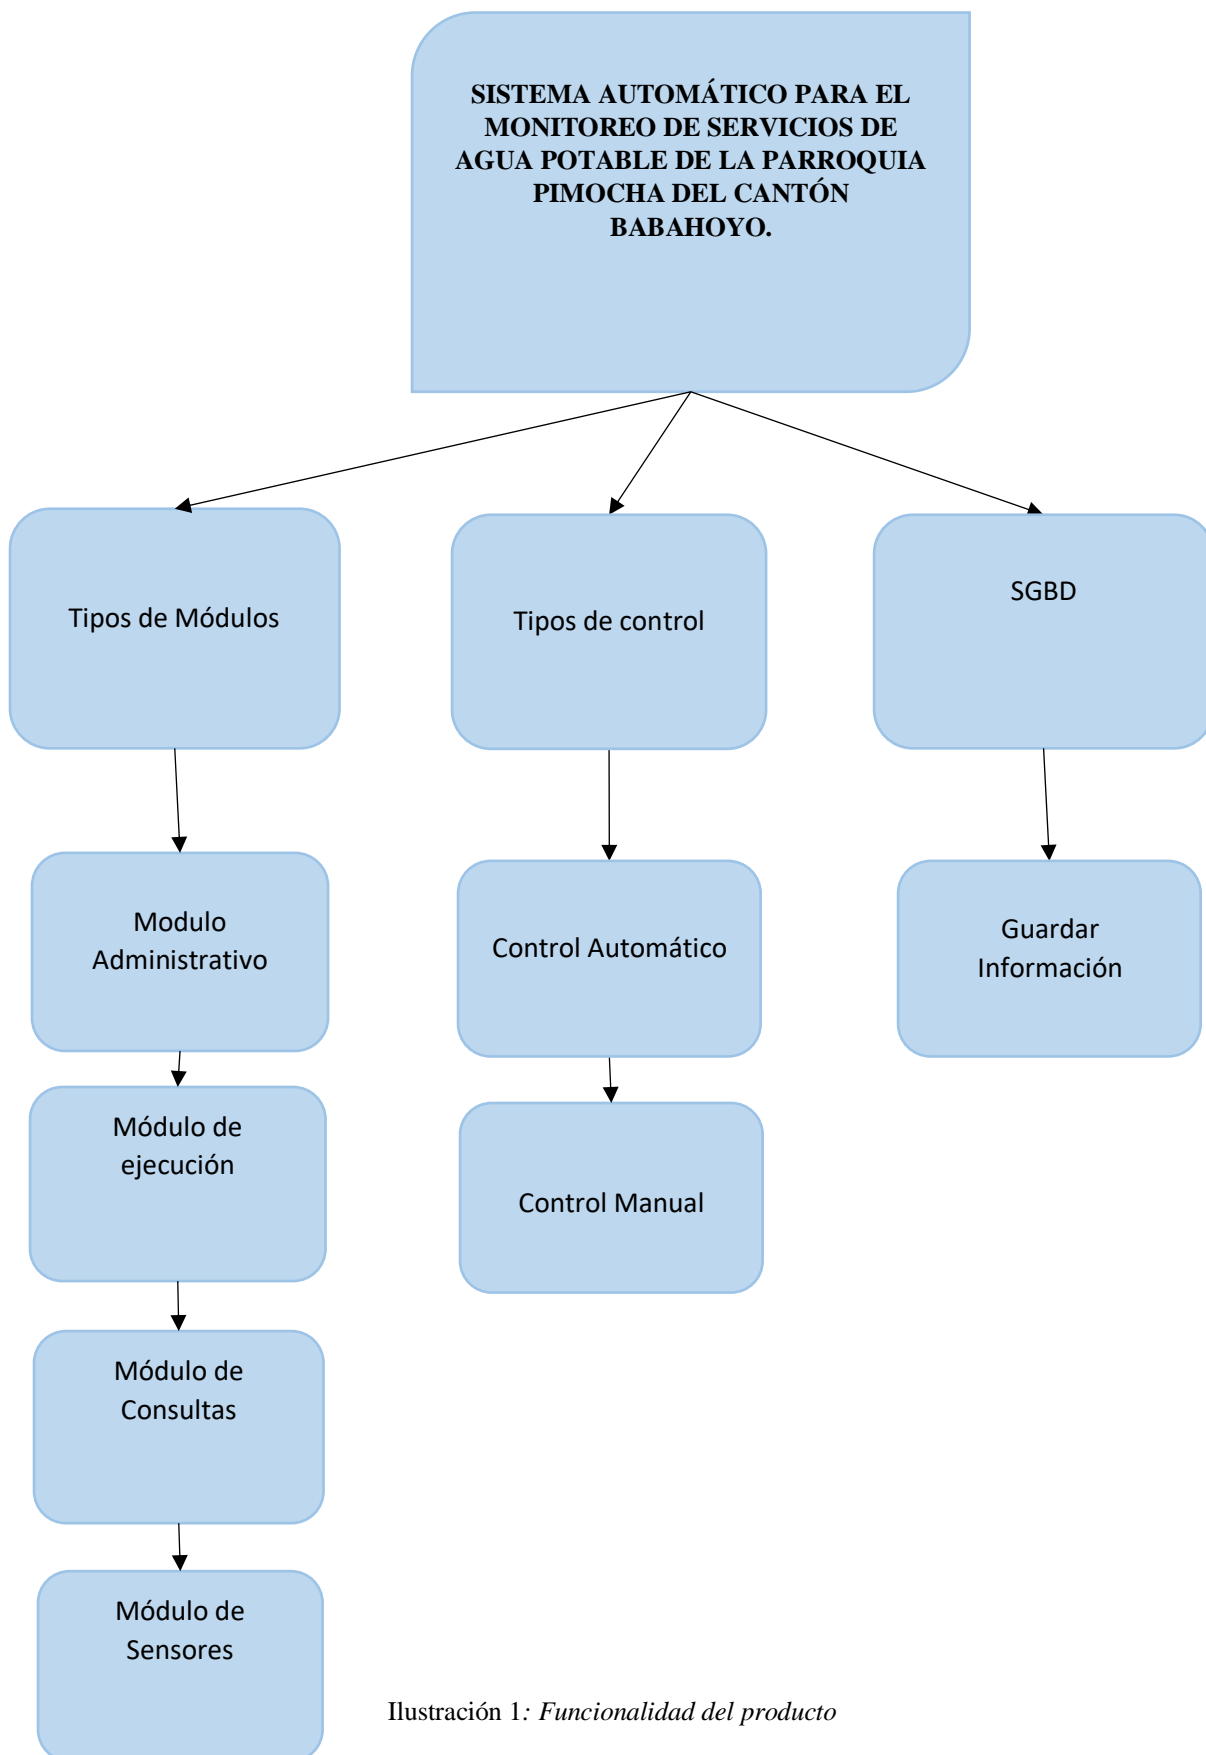 SISTEMA AUTOMÁTICO PARA EL
MONITOREO DE SERVICIOS DE
AGUA POTABLE DE LA PARROQUIA
PIMOCHA DEL CANTÓN
BABAHOYO.
Tipos de Módulos
Tipos de control
SGBD
Modulo
Administrativo
Control Automático
Guardar
Información
Módulo de
ejecución
Control Manual
Módulo de
Consultas
Módulo de
Sensores
Ilustración 1: Funcionalidad del producto